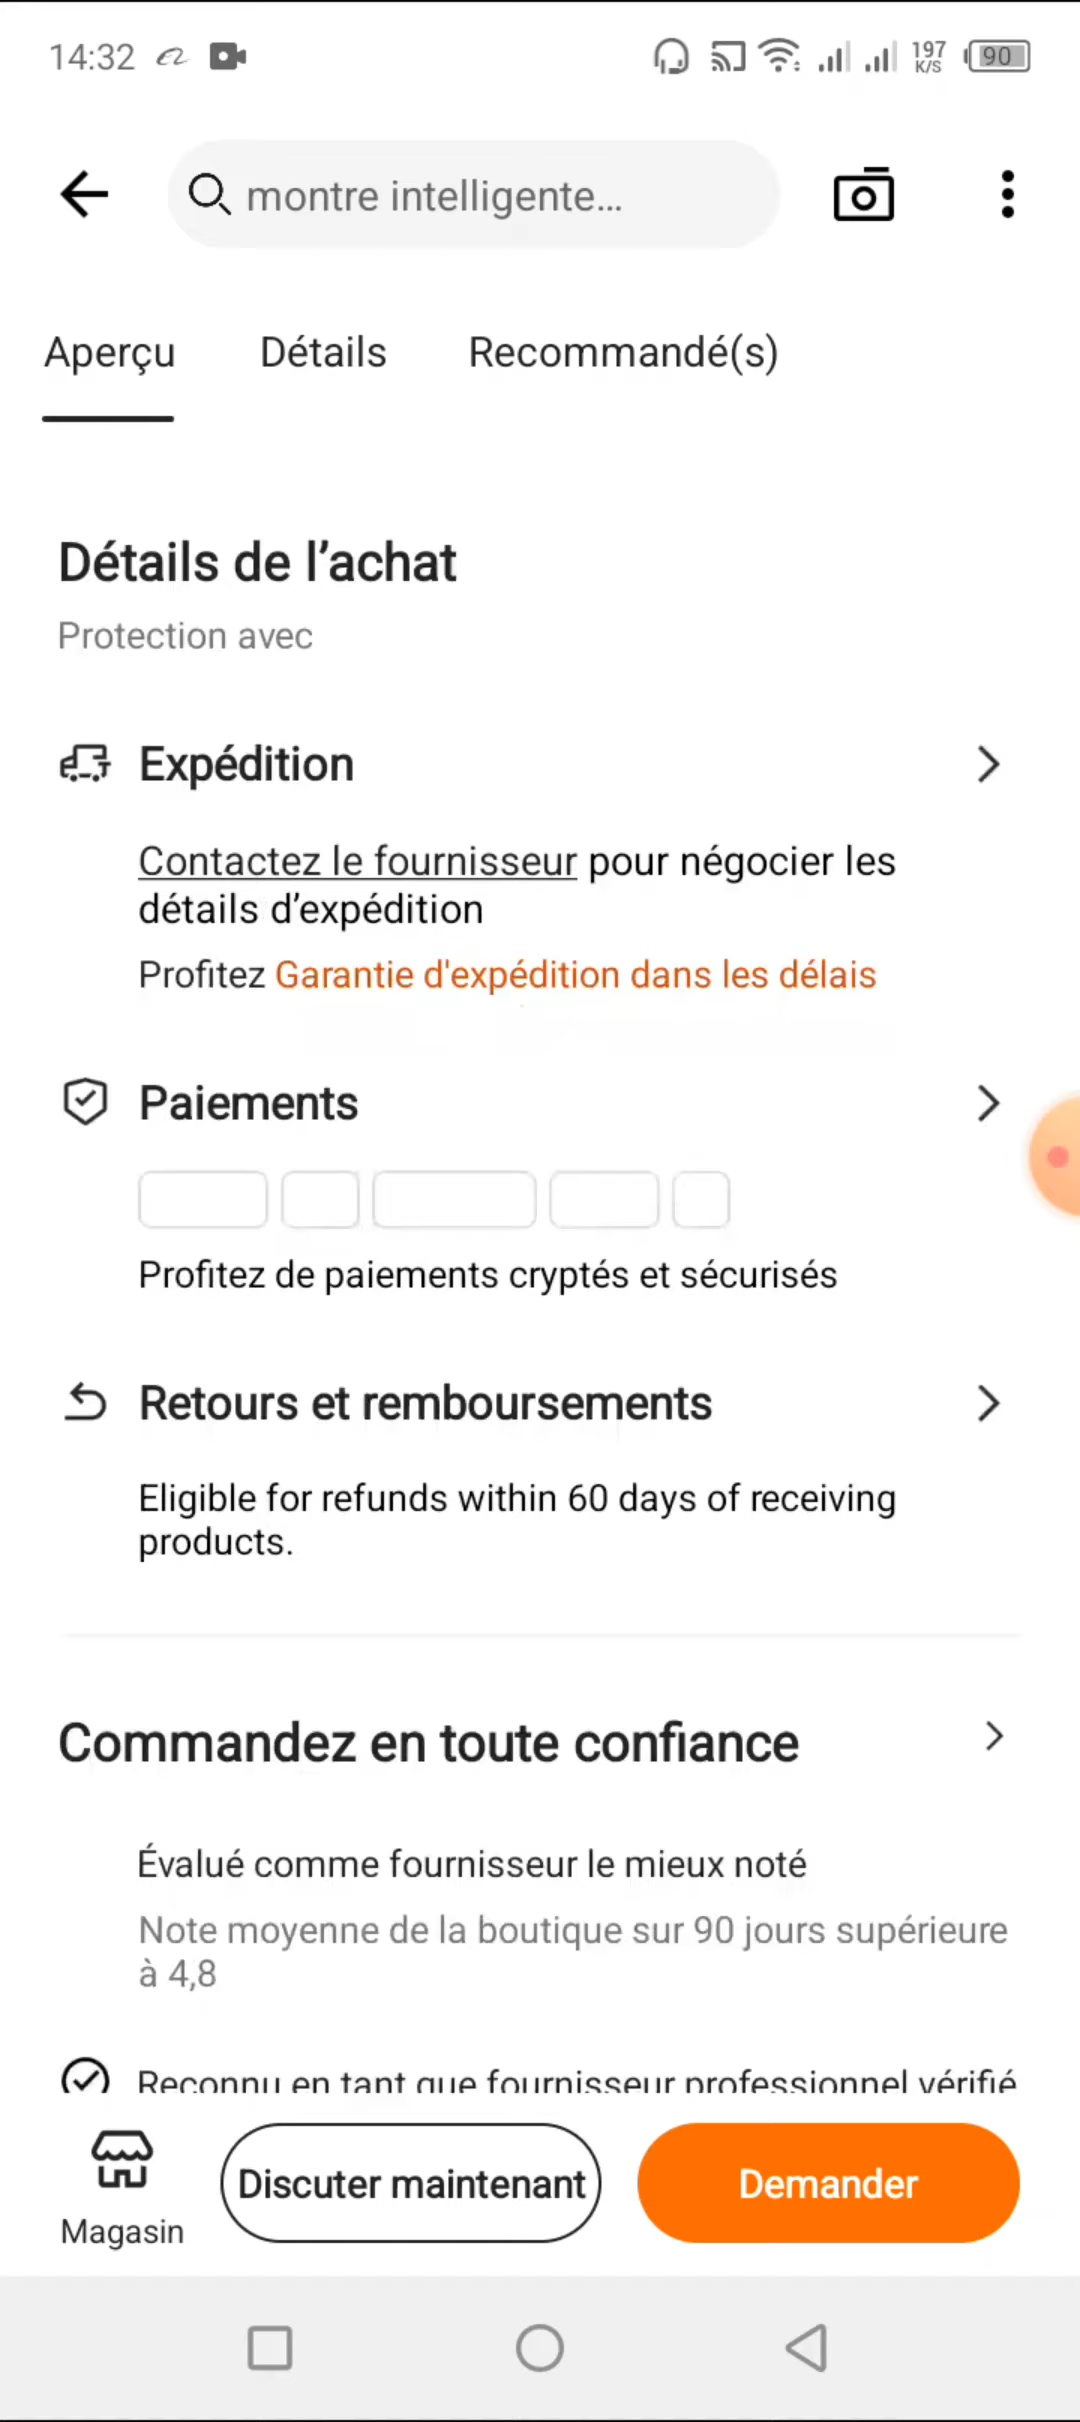 14:32
197
K/S
90
montre intelligente...
Aperçu
Détails
Recommandé(s)
Détails de l’achat
Protection avec
Expédition
Contactez le fournisseur pour négocier les
détails d’expédition
Profitez Garantie d'expédition dans les délais
Paiements
Profitez de paiements cryptés et sécurisés
Retours et remboursements
Eligible for refunds within 60 days of receiving
products.
Commandez en toute confiance
Évalué comme fournisseur le mieux noté
Note moyenne de la boutique sur 90 jours supérieure
à 4,8
Reconnu en tant que fournisseur professionnel vérifié
Magasin
Discuter maintenant
Demander